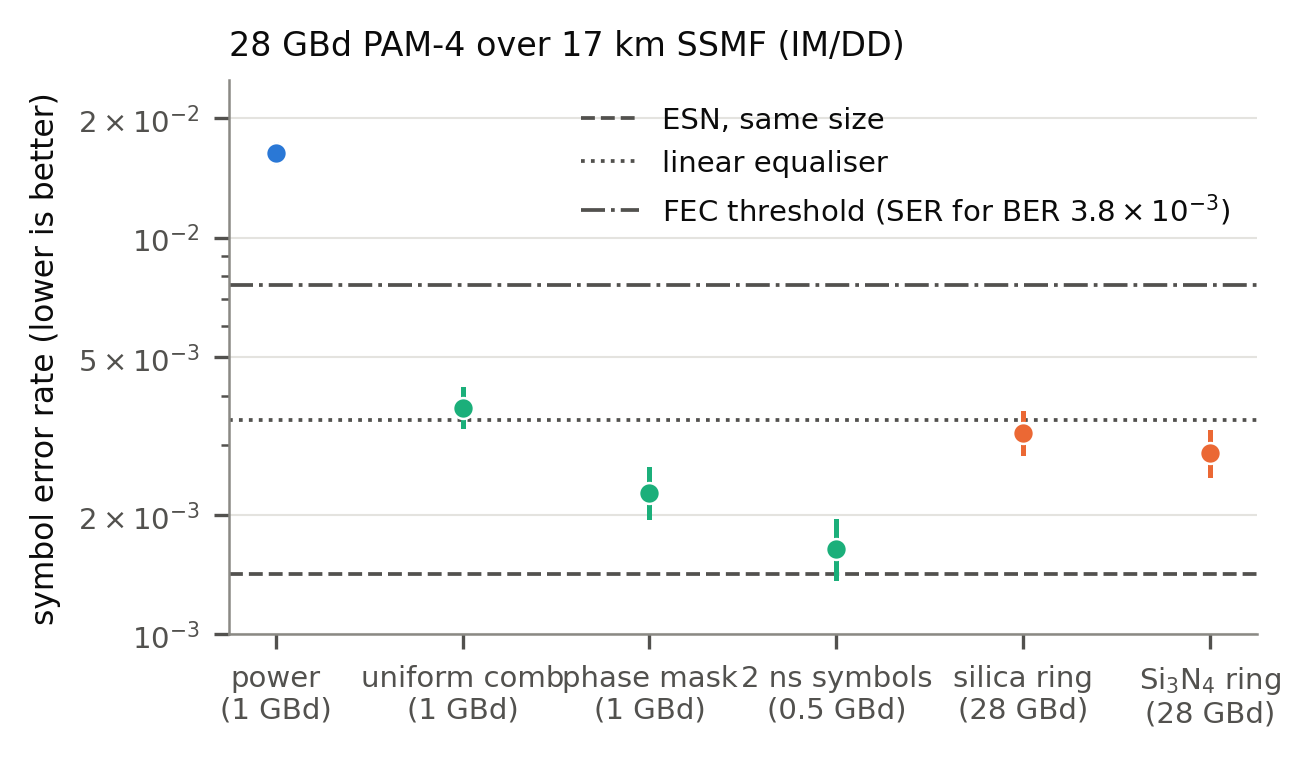 28 GBd PAM-4 over 17 km SSMF (IM/DD)
symbol error rate (lower is better)
2 × 10⁻²
10⁻²
5 × 10⁻³
2 × 10⁻³
10⁻³
ESN, same size
linear equaliser
FEC threshold (SER for BER 3.8 × 10⁻³)
power
(1 GBd)
uniform comb
(1 GBd)
phase mask
(1 GBd)
2 ns symbols
(0.5 GBd)
silica ring
(28 GBd)
Si₃N₄ ring
(28 GBd)